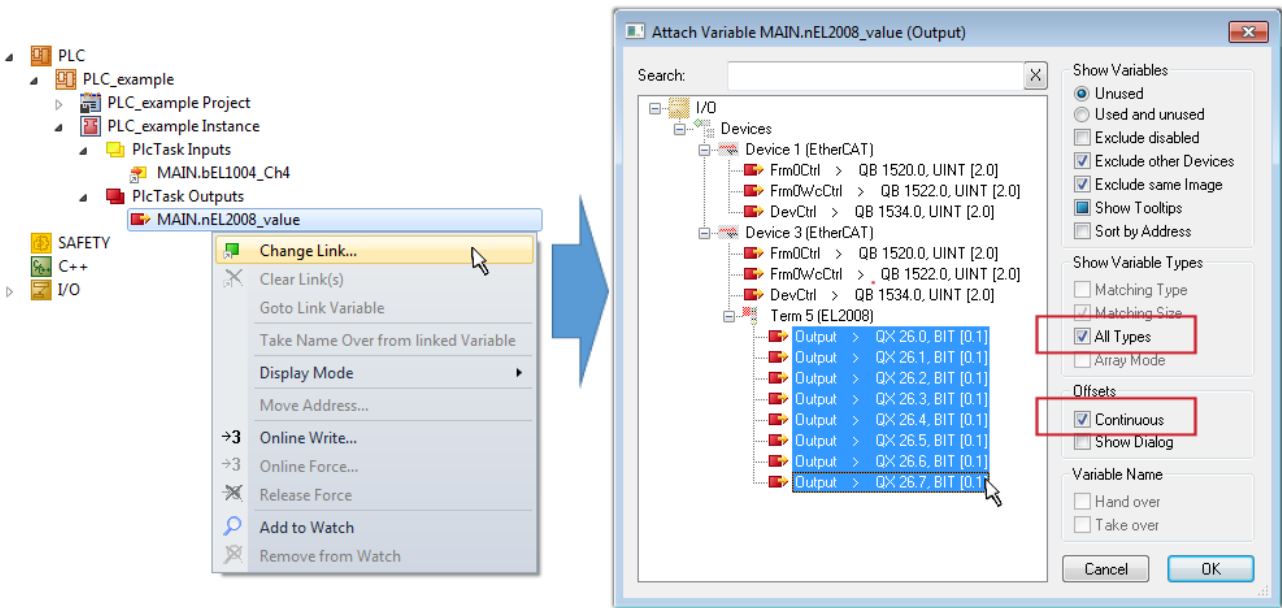 PLC
PLC_example
PLC_example Project
PLC_example Instance
PlcTask Inputs
MAIN.bEL1004_Ch4
PlcTask Outputs
MAIN.nEL2008_value
SAFETY
C++
I/O
Change Link...
Clear Link(s)
Goto Link Variable
Take Name Over from linked Variable
Display Mode
Move Address...
Online Write...
Online Force...
Release Force
Add to Watch
Remove from Watch
Attach Variable MAIN.nEL2008_value (Output)
Search:
I/O
Devices
Device 1 (EtherCAT)
Frm0Ctrl > QB 1520.0, UINT [2.0]
Frm0WcCtrl > QB 1522.0, UINT [2.0]
DevCtrl > QB 1534.0, UINT [2.0]
Device 3 (EtherCAT)
Frm0Ctrl > QB 1520.0, UINT [2.0]
Frm0WcCtrl > QB 1522.0, UINT [2.0]
DevCtrl > QB 1534.0, UINT [2.0]
Term 5 (EL2008)
Output > QX 26.0, BIT [0.1]
Output > QX 26.1, BIT [0.1]
Output > QX 26.2, BIT [0.1]
Output > QX 26.3, BIT [0.1]
Output > QX 26.4, BIT [0.1]
Output > QX 26.5, BIT [0.1]
Output > QX 26.6, BIT [0.1]
Output > QX 26.7, BIT [0.1]
Show Variables
Unused
Used and unused
Exclude disabled
Exclude other Devices
Exclude same Image
Show Tooltips
Sort by Address
Show Variable Types
Matching Type
Matching Size
All Types
Array Mode
Offsets
Continuous
Show Dialog
Variable Name
Hand over
Take over
Cancel
OK